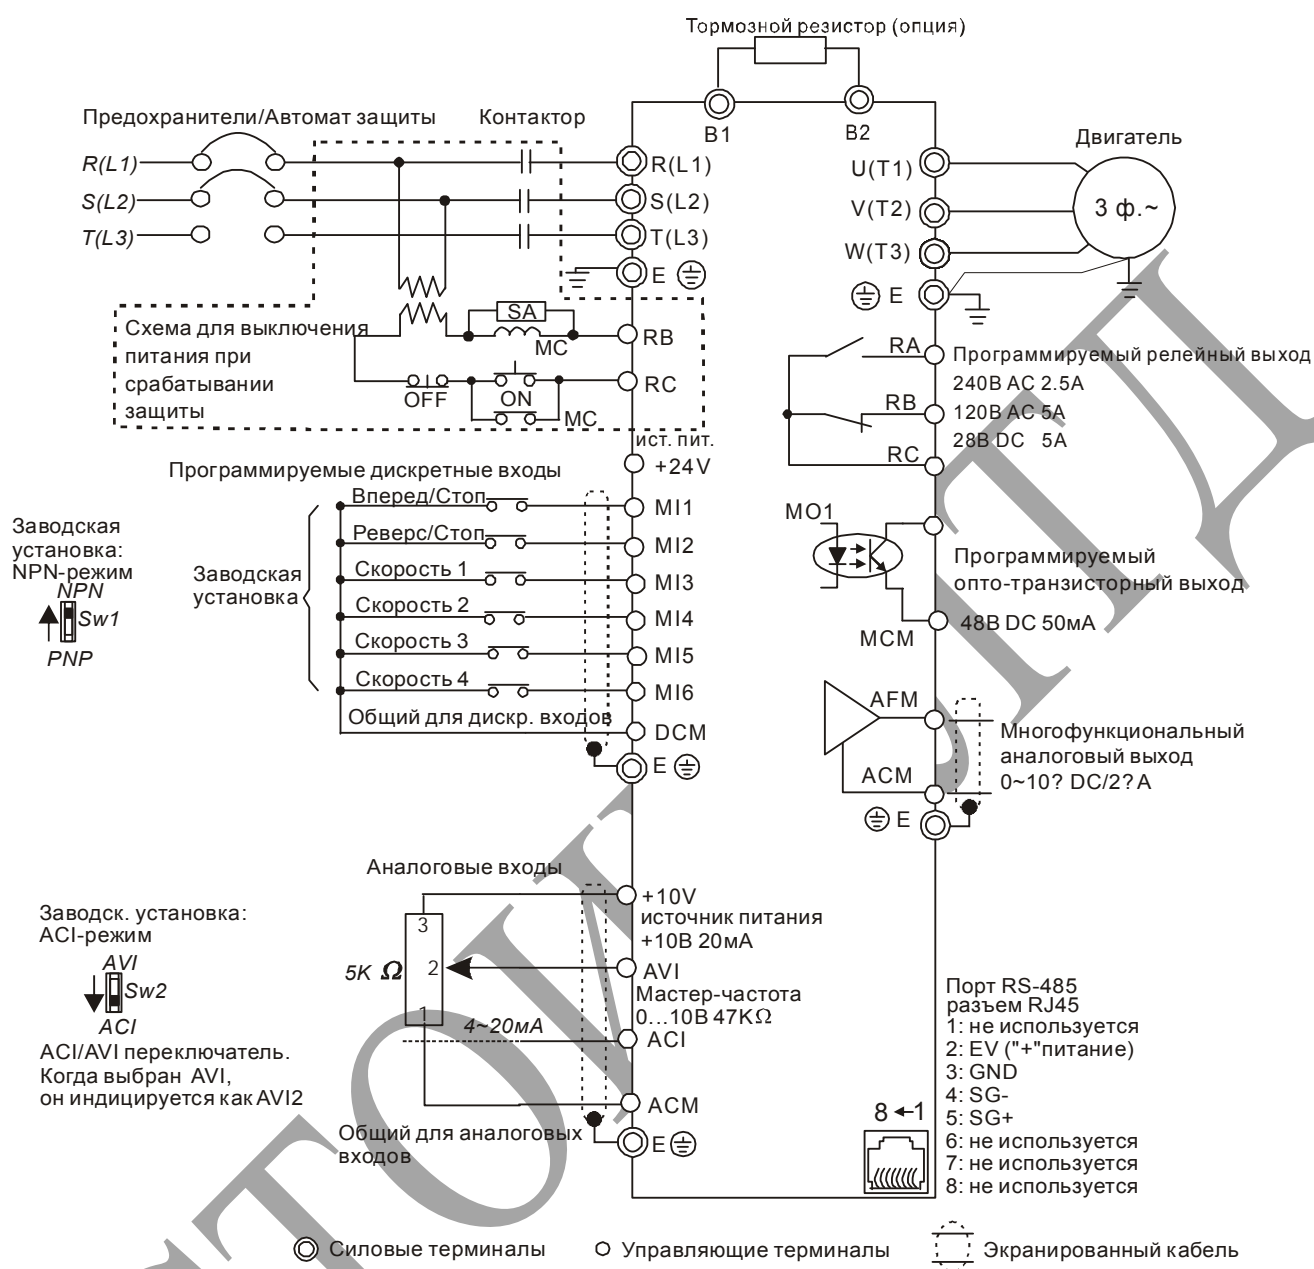 Тормозной резистор (опция)
B1
B2
Предохранители/Автомат защиты
Контактор
Двигатель
R(L1)
R(L1)
U(T1)
S(L2)
S(L2)
V(T2)
3 ф.~
T(L3)
T(L3)
W(T3)
E
E
Схема для выключения
питания при
срабатывании
защиты
SA
MC
RB
OFF
ON
MC
RC
RA
Программируемый релейный выход
240В AC 2.5A
RB
120В AC 5A
28В DC 5A
RC
ист. пит.
+24V
Программируемые дискретные входы
Вперед/Стоп
MI1
Реверс/Стоп
MI2
Скорость 1
MI3
Скорость 2
MI4
Скорость 3
MI5
Скорость 4
MI6
Общий для дискр. входов
DCM
E
Заводская
установка:
NPN-режим
NPN
Sw1
PNP
Заводская
установка
MO1
Программируемый
опто-транзисторный выход
48В DC 50мА
MCM
AFM
Многофункциональный
аналоговый выход
0~10? DC/2?А
ACM
E
Аналоговые входы
+10V
источник питания
+10В 20мА
3
2
1
5K Ω
AVI
Мастер-частота
0...10В 47KΩ
4~20мА
ACI
ACM
Общий для аналоговых
входов
E
Заводск. установка:
ACI-режим
AVI
Sw2
ACI
ACI/AVI переключатель.
Когда выбран AVI,
он индицируется как AVI2
Порт RS-485
разъем RJ45
1: не используется
2: EV ("+"питание)
3: GND
4: SG-
5: SG+
6: не используется
7: не используется
8: не используется
8 ←1
Силовые терминалы
Управляющие терминалы
Экранированный кабель